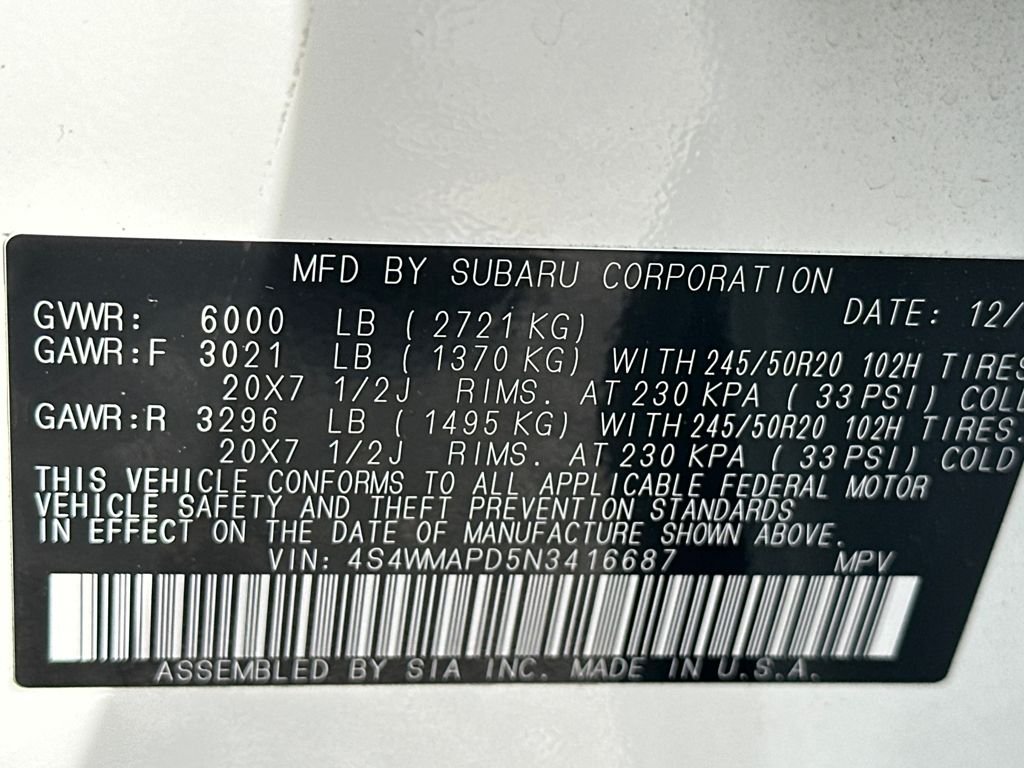 MFD BY SUBARU CORPORATION
GVWR: 6000 LB ( 2721 KG) DATE: 12/
GAWR:F 3021 LB ( 1370 KG) WITH 245/50R20 102H TIRES
20X7 1/2J RIMS. AT 230 KPA ( 33 PSI) COLD
GAWR:R 3296 LB ( 1495 KG) WITH 245/50R20 102H TIRES.
20X7 1/2J RIMS. AT 230 KPA ( 33 PSI) COLD
THIS VEHICLE CONFORMS TO ALL APPLICABLE FEDERAL MOTOR
VEHICLE SAFETY AND THEFT PREVENTION STANDARDS
IN EFFECT ON THE DATE OF MANUFACTURE SHOWN ABOVE.
VIN: 4S4WMAPD5N3416687 MPV
ASSEMBLED BY SIA INC. MADE IN U.S.A.